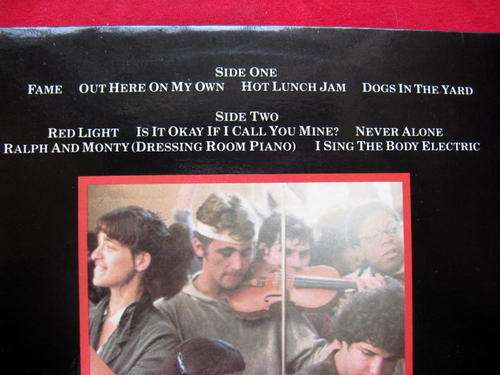 SIDE ONE
FAME OUT HERE ON MY OWN HOT LUNCH JAM DOGS IN THE YARD
SIDE TWO
RED LIGHT IS IT OKAY IF I CALL YOU MINE? NEVER ALONE
RALPH AND MONTY (DRESSING ROOM PIANO) I SING THE BODY ELECTRIC